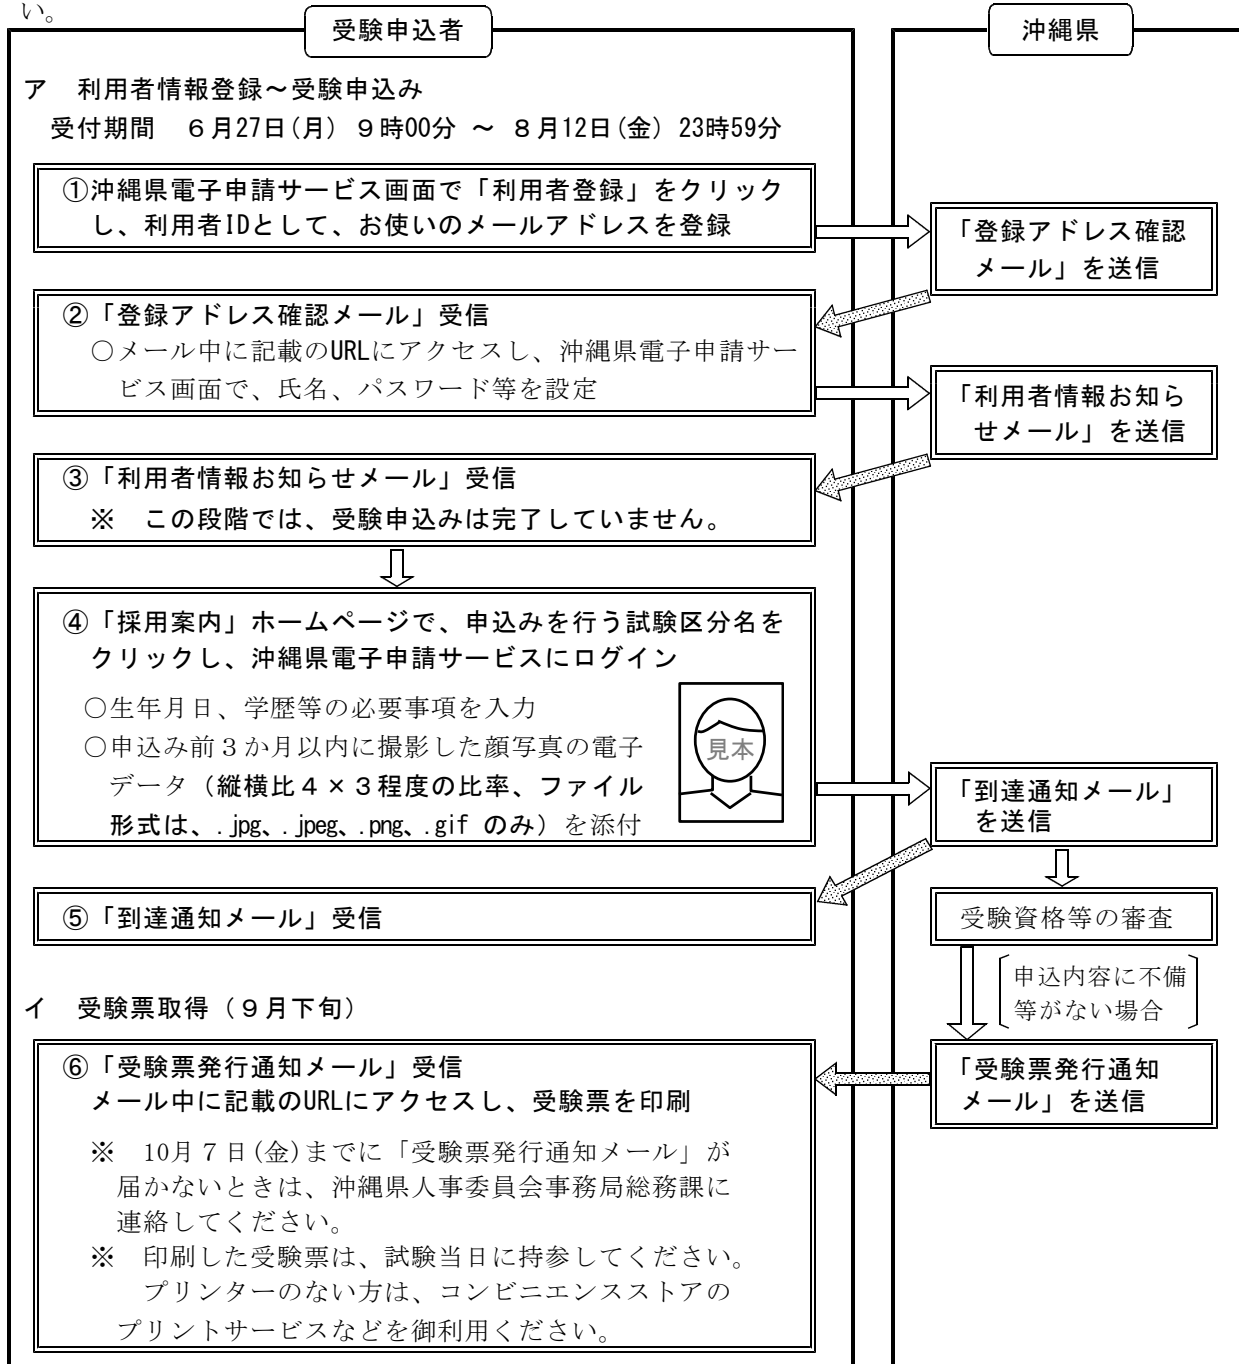 い。
受験申込者
沖縄県
ア　利用者情報登録～受験申込み
受付期間　６月27日(月) ９時00分 ～ ８月12日(金) 23時59分
①沖縄県電子申請サービス画面で「利用者登録」をクリック
し、利用者IDとして、お使いのメールアドレスを登録
「登録アドレス確認
メール」を送信
②「登録アドレス確認メール」受信
○メール中に記載のURLにアクセスし、沖縄県電子申請サー
ビス画面で、氏名、パスワード等を設定
「利用者情報お知ら
せメール」を送信
③「利用者情報お知らせメール」受信
※　この段階では、受験申込みは完了していません。
④「採用案内」ホームページで、申込みを行う試験区分名を
クリックし、沖縄県電子申請サービスにログイン
○生年月日、学歴等の必要事項を入力
○申込み前３か月以内に撮影した顔写真の電子
データ（縦横比４×３程度の比率、ファイル
形式は、.jpg、.jpeg、.png、.gif のみ）を添付
見本
「到達通知メール」
を送信
⑤「到達通知メール」受信
受験資格等の審査
申込内容に不備
等がない場合
イ　受験票取得（９月下旬）
⑥「受験票発行通知メール」受信
メール中に記載のURLにアクセスし、受験票を印刷
「受験票発行通知
メール」を送信
※　10月７日(金)までに「受験票発行通知メール」が
届かないときは、沖縄県人事委員会事務局総務課に
連絡してください。
※　印刷した受験票は、試験当日に持参してください。
プリンターのない方は、コンビニエンスストアの
プリントサービスなどを御利用ください。